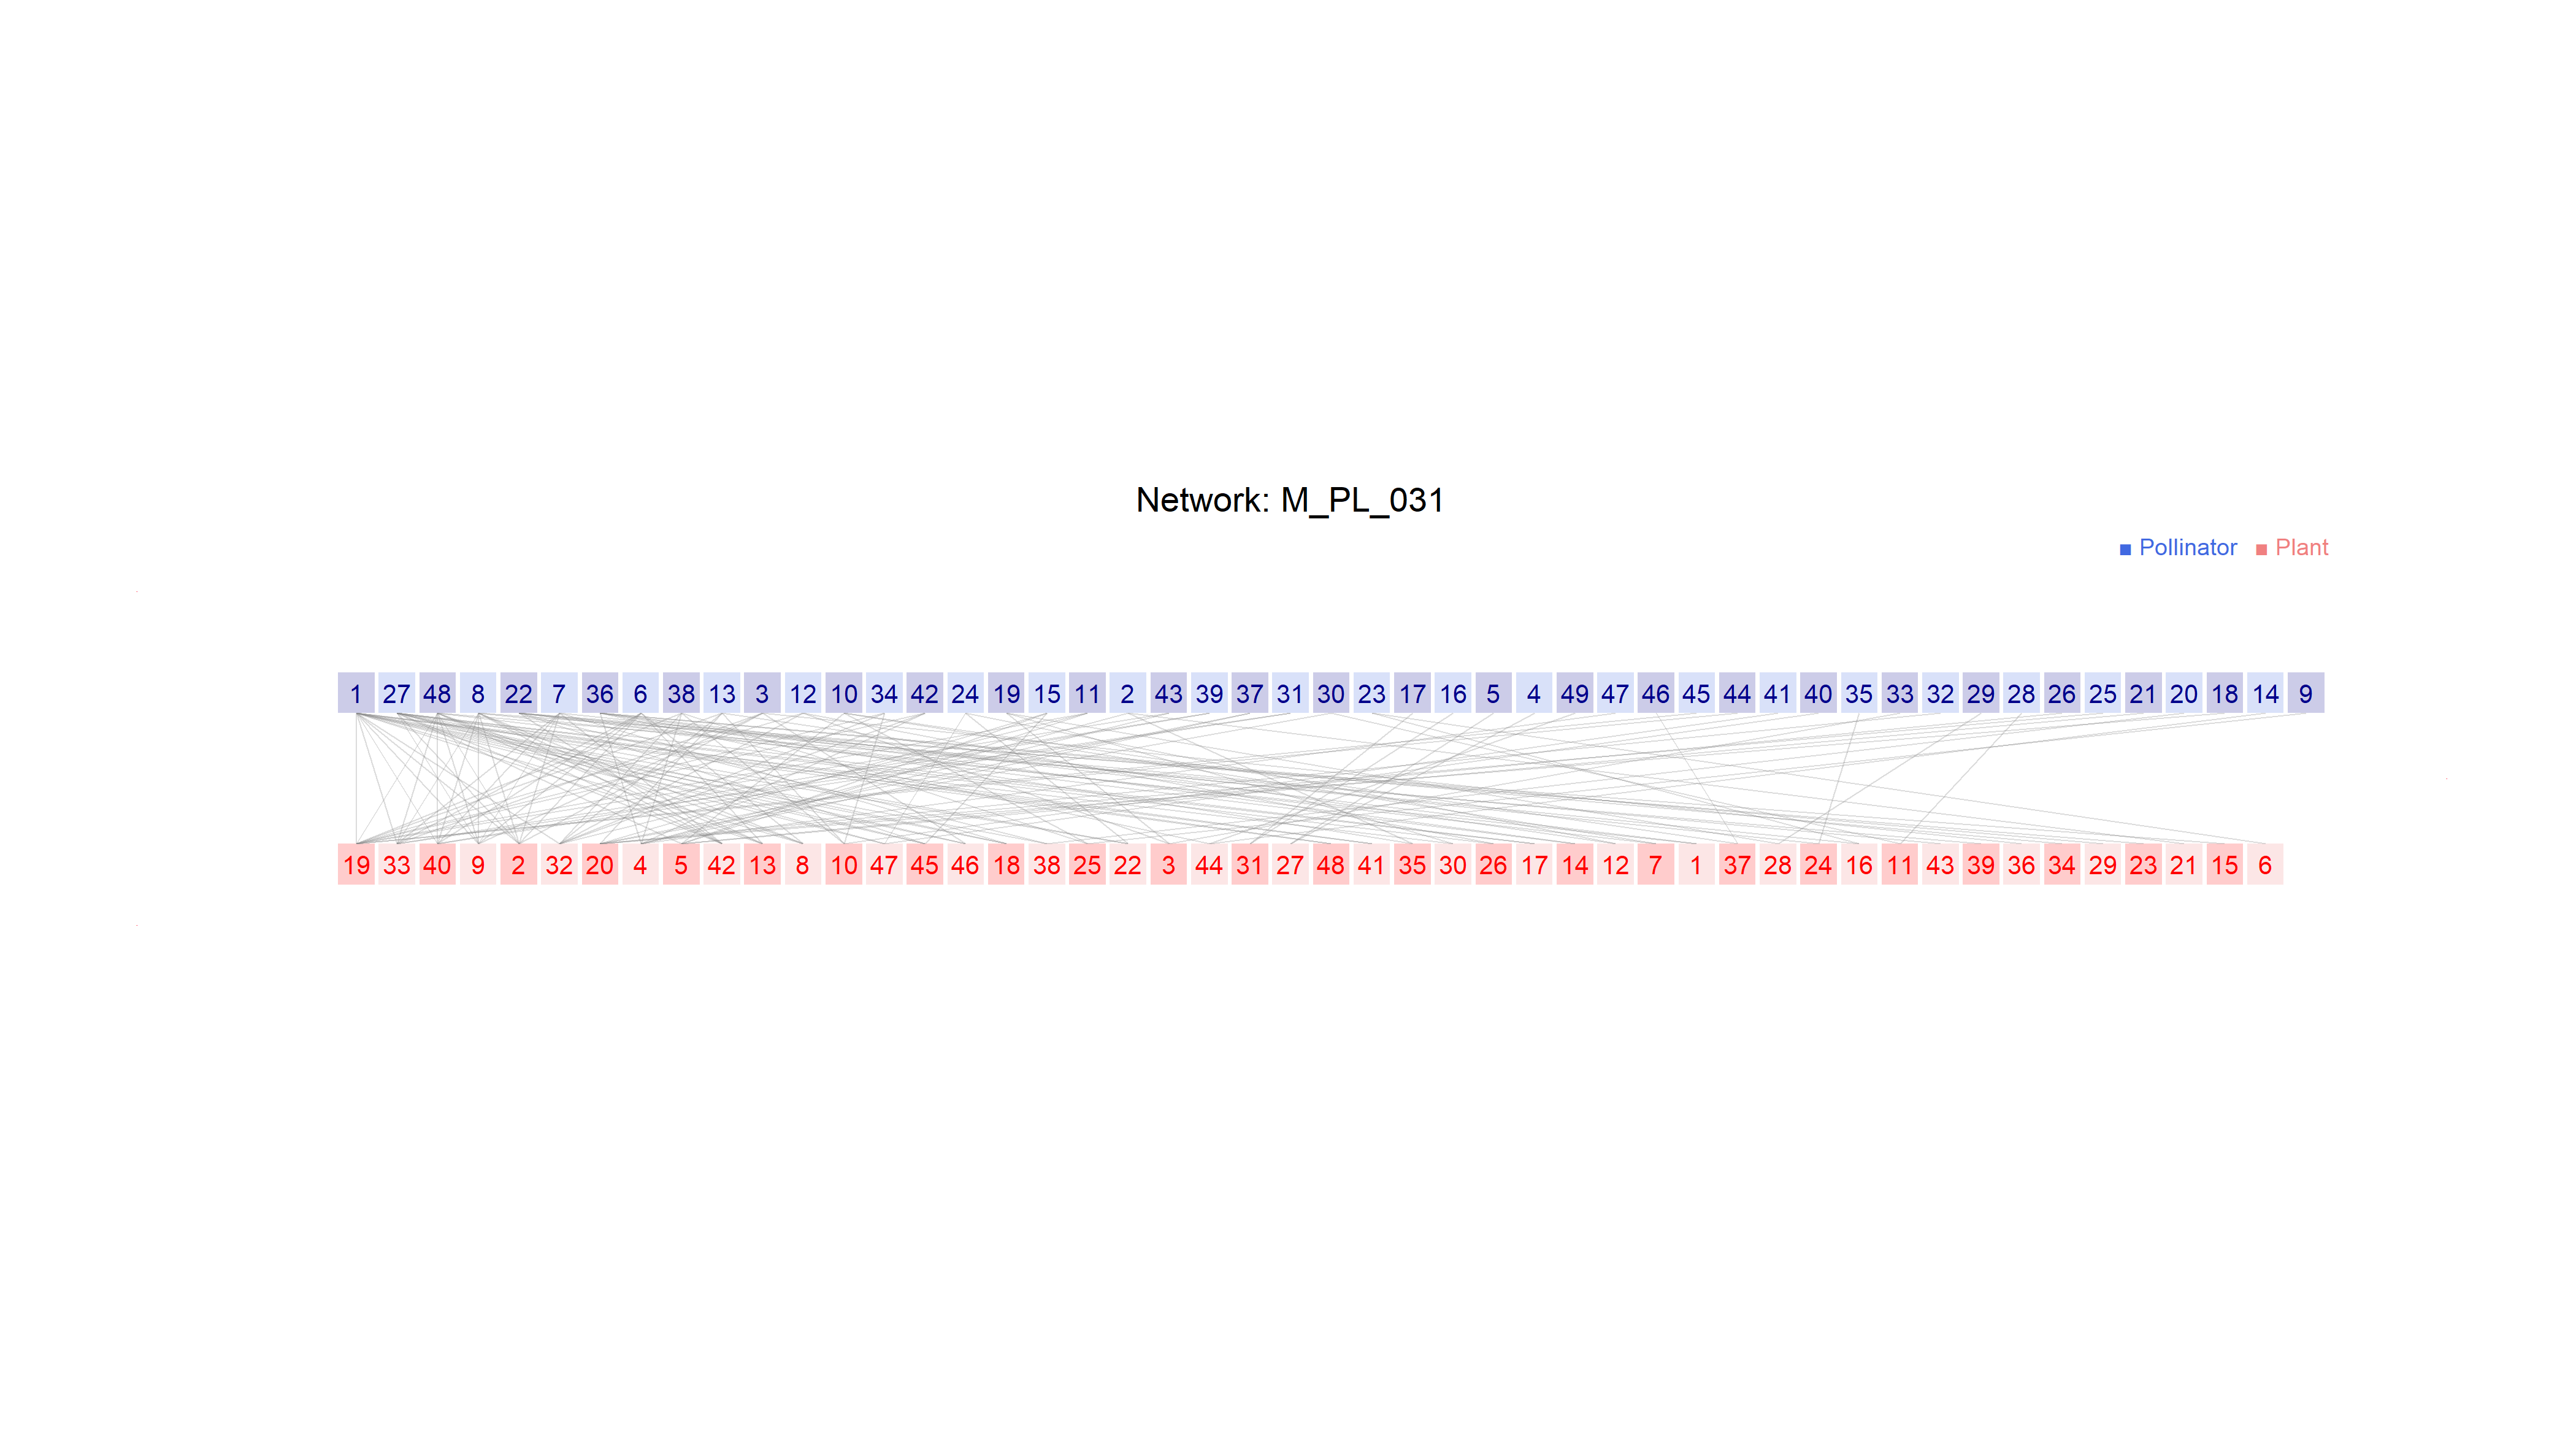 Network: M_PL_031
■ Pollinator ■ Plant
1 27 48 8 22 7 36 6 38 13 3 12 10 34 42 24 19 15 11 2 43 39 37 31 30 23 17 16 5 4 49 47 46 45 44 41 40 35 33 32 29 28 26 25 21 20 18 14 9
19 33 40 9 2 32 20 4 5 42 13 8 10 47 45 46 18 38 25 22 3 44 31 27 48 41 35 30 26 17 14 12 7 1 37 28 24 16 11 43 39 36 34 29 23 21 15 6